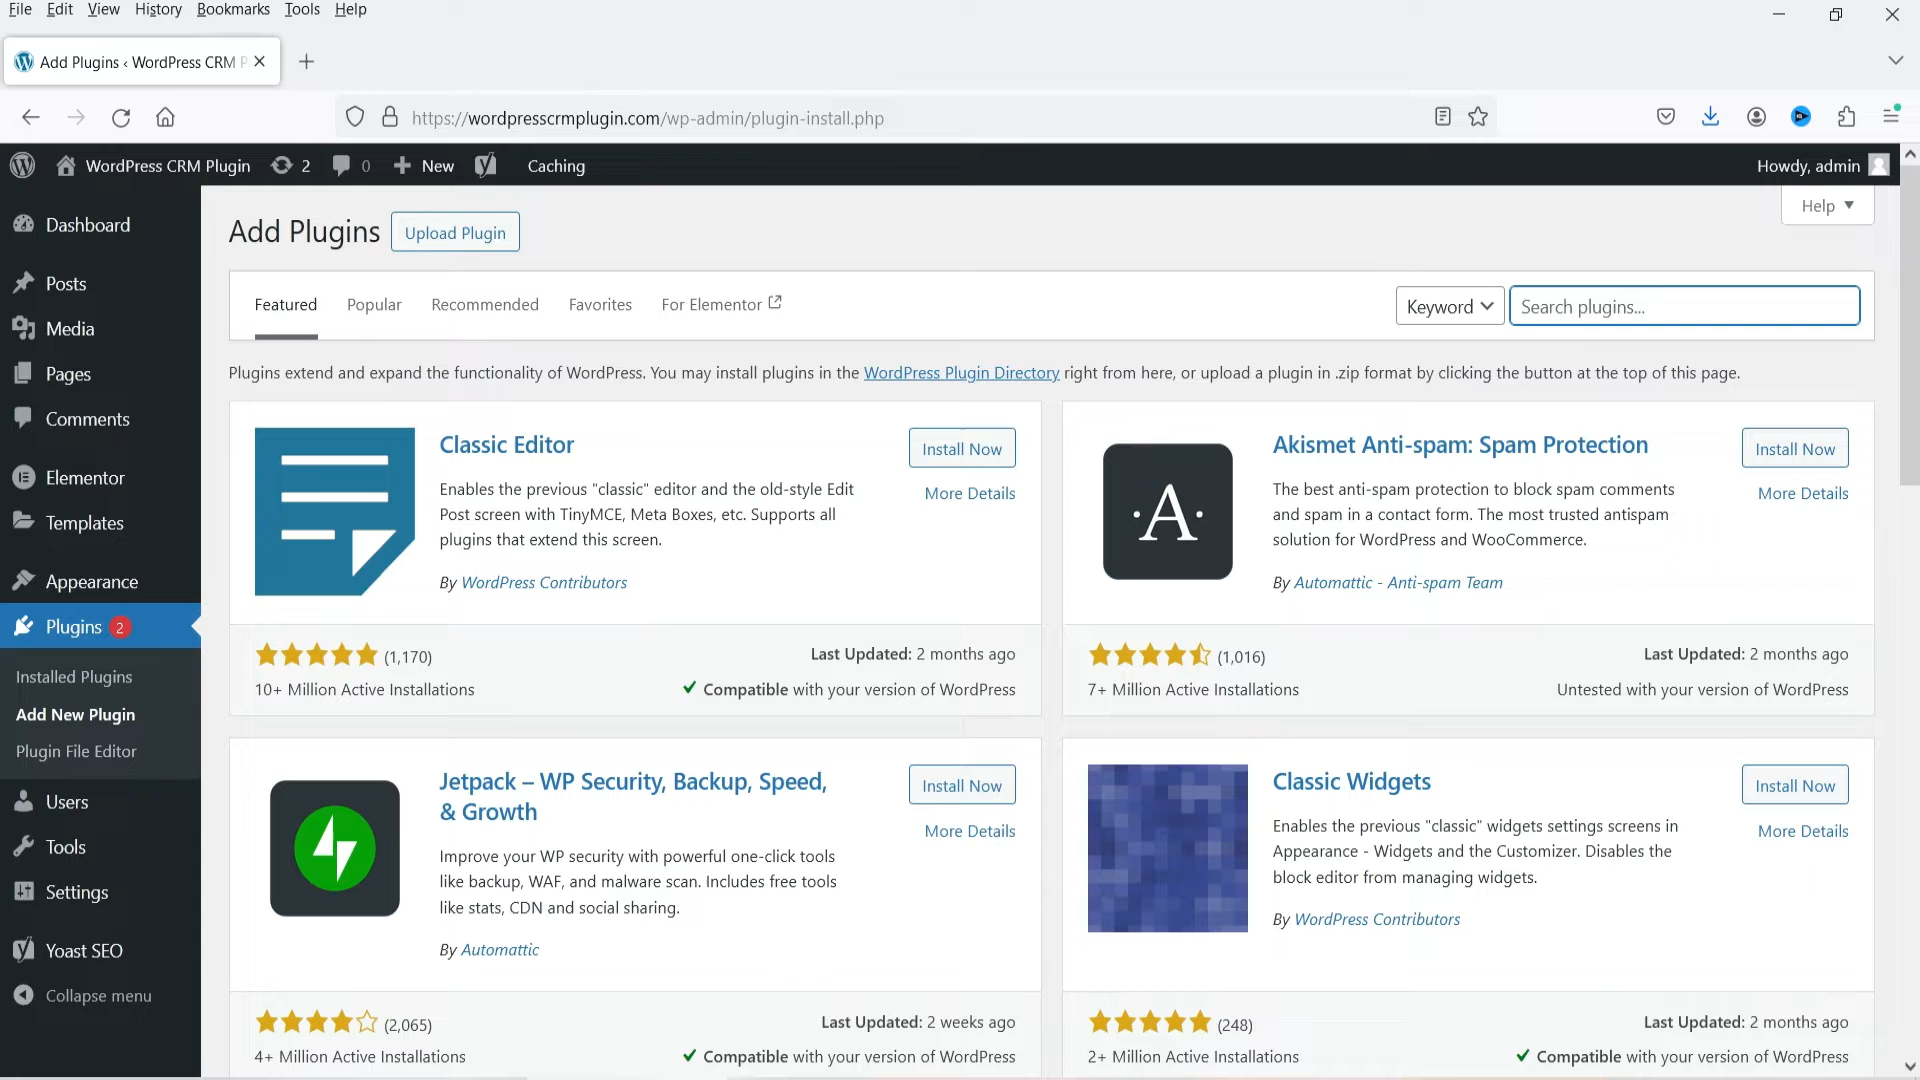 File Edit View History Bookmarks Tools Help
Add Plugins ‹ WordPress CRM P
https://wordpresscrmplugin.com/wp-admin/plugin-install.php
WordPress CRM Plugin 2 0 New Caching Howdy, admin
Help
Dashboard
Posts
Media
Pages
Comments
Elementor
Templates
Appearance
Plugins 2
Installed Plugins
Add New Plugin
Plugin File Editor
Users
Tools
Settings
Yoast SEO
Collapse menu
Add Plugins Upload Plugin
Featured Popular Recommended Favorites For Elementor Keyword Search plugins...
Plugins extend and expand the functionality of WordPress. You may install plugins in the WordPress Plugin Directory right from here, or upload a plugin in .zip format by clicking the button at the top of this page.
Classic Editor
Install Now
More Details
Enables the previous "classic" editor and the old-style Edit
Post screen with TinyMCE, Meta Boxes, etc. Supports all
plugins that extend this screen.
By WordPress Contributors
(1,170) Last Updated: 2 months ago
10+ Million Active Installations Compatible with your version of WordPress
A
Akismet Anti-spam: Spam Protection
Install Now
More Details
The best anti-spam protection to block spam comments
and spam in a contact form. The most trusted antispam
solution for WordPress and WooCommerce.
By Automattic - Anti-spam Team
(1,016) Last Updated: 2 months ago
7+ Million Active Installations Untested with your version of WordPress
Jetpack – WP Security, Backup, Speed,
& Growth
Install Now
More Details
Improve your WP security with powerful one-click tools
like backup, WAF, and malware scan. Includes free tools
like stats, CDN and social sharing.
By Automattic
(2,065) Last Updated: 2 weeks ago
4+ Million Active Installations Compatible with your version of WordPress
Classic Widgets
Install Now
More Details
Enables the previous "classic" widgets settings screens in
Appearance - Widgets and the Customizer. Disables the
block editor from managing widgets.
By WordPress Contributors
(248) Last Updated: 2 months ago
2+ Million Active Installations Compatible with your version of WordPress